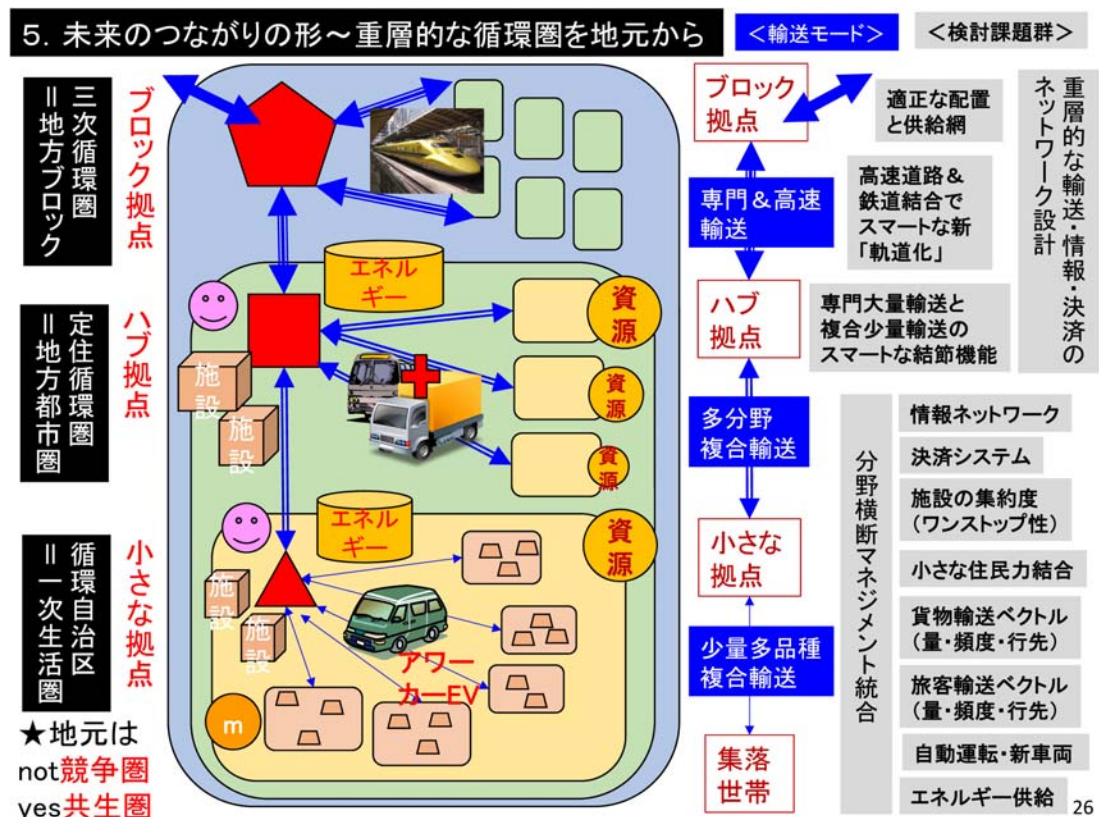 5．未来のつながりの形～重層的な循環圏を地元から
＜輸送モード＞
＜検討課題群＞
三次循環圏
＝地方ブロック
ブロック拠点
定住循環圏
＝地方都市圏
ハブ拠点
循環自治区
＝一次生活圏
小さな拠点
★地元は
not競争圏
yes共生圏
エネル
ギー
資源
資源
資源
施設
施設
エネル
ギー
資源
施設
施設
アワー
カーEV
m
ブロック
拠点
専門＆高速
輸送
ハブ
拠点
多分野
複合輸送
小さな
拠点
少量多品種
複合輸送
集落
世帯
重層的な輸送・情報・決済の
ネットワーク設計
適正な配置
と供給網
高速道路＆
鉄道結合で
スマートな新
「軌道化」
専門大量輸送と
複合少量輸送の
スマートな結節機能
分野横断マネジメント統合
情報ネットワーク
決済システム
施設の集約度
（ワンストップ性）
小さな住民力結合
貨物輸送ベクトル
（量・頻度・行先）
旅客輸送ベクトル
（量・頻度・行先）
自動運転・新車両
エネルギー供給
26